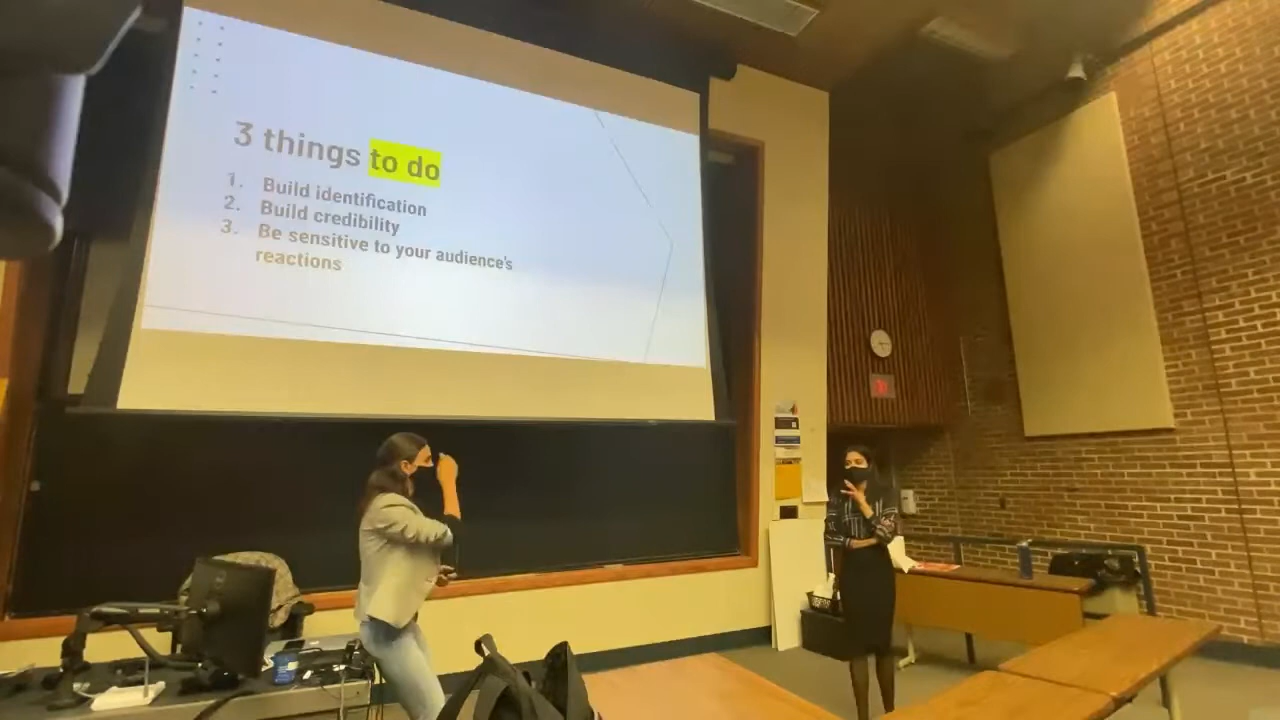 3 things to do
1. Build identification
2. Build credibility
3. Be sensitive to your audience's
reactions